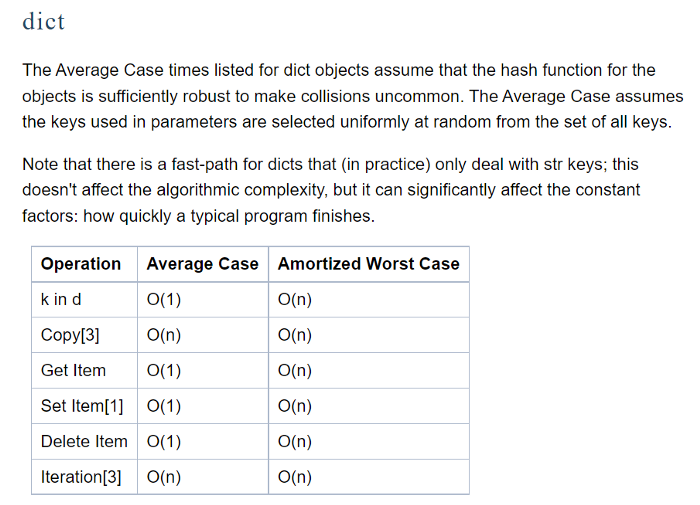 dict
The Average Case times listed for dict objects assume that the hash function for the
objects is sufficiently robust to make collisions uncommon. The Average Case assumes
the keys used in parameters are selected uniformly at random from the set of all keys.
Note that there is a fast-path for dicts that (in practice) only deal with str keys; this
doesn't affect the algorithmic complexity, but it can significantly affect the constant
factors: how quickly a typical program finishes.
Operation Average Case Amortized Worst Case
k in d O(1) O(n)
Copy[3] O(n) O(n)
Get Item O(1) O(n)
Set Item[1] O(1) O(n)
Delete Item O(1) O(n)
Iteration[3] O(n) O(n)